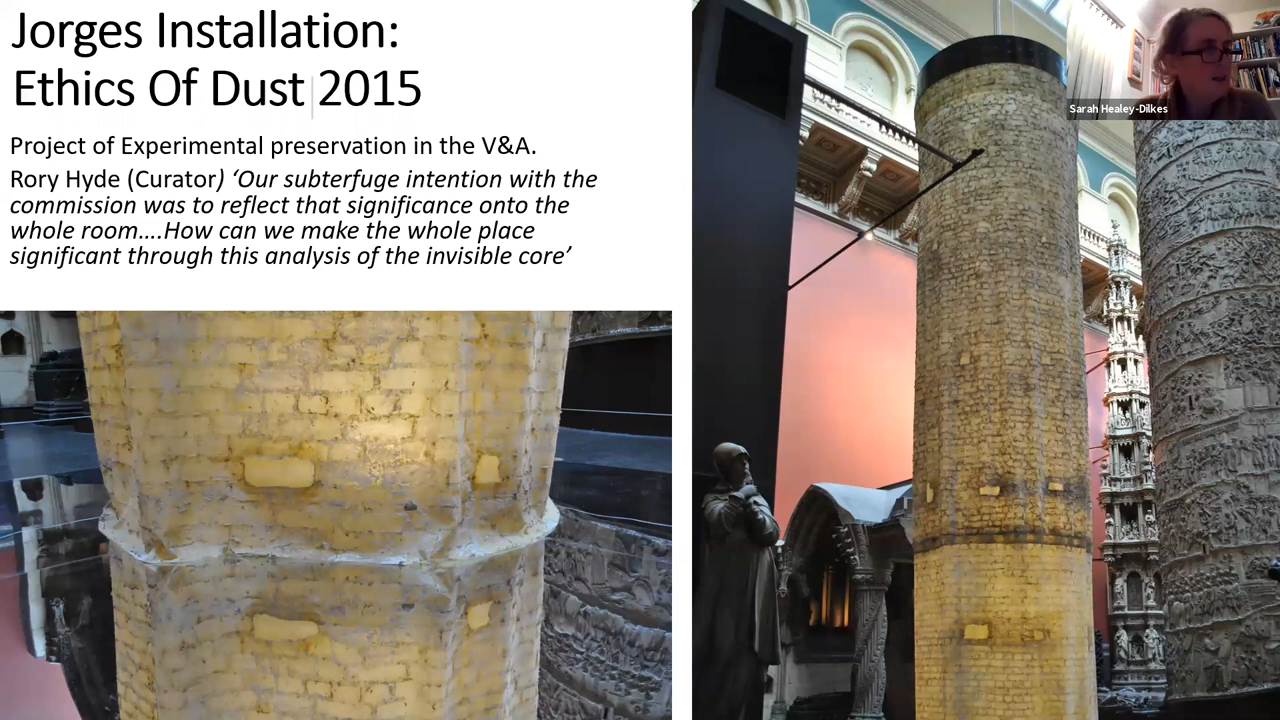 Jorges Installation:
Ethics Of Dust 2015
Project of Experimental preservation in the V&A.
Rory Hyde (Curator) ‘Our subterfuge intention with the
commission was to reflect that significance onto the
whole room….How can we make the whole place
significant through this analysis of the invisible core’
Sarah Healey-Dilkes